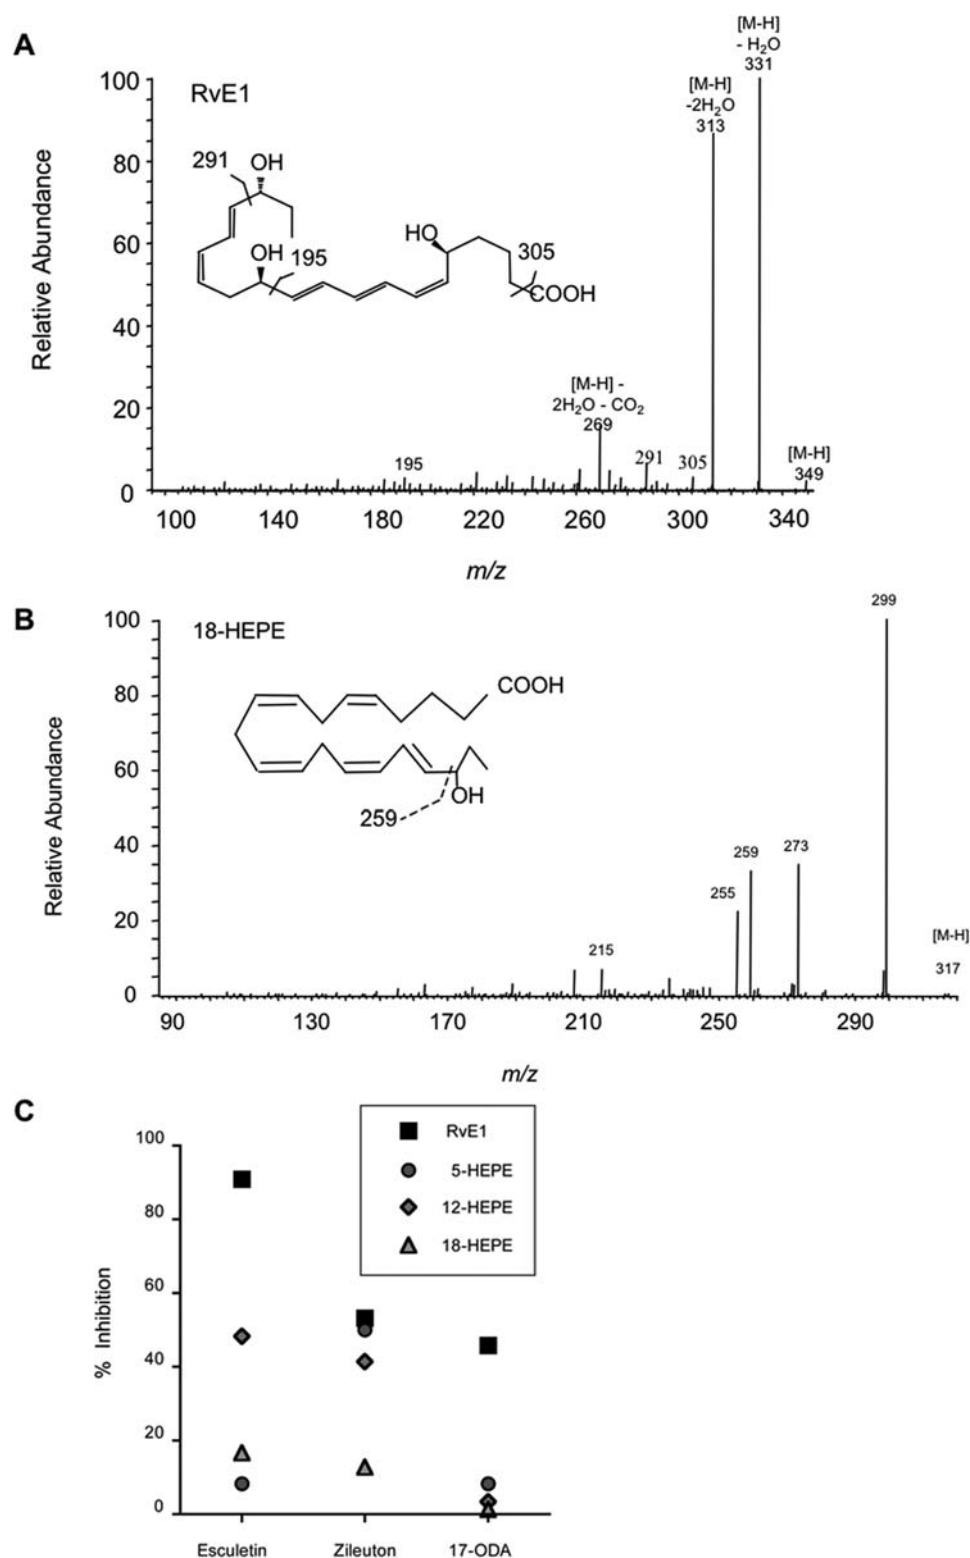 A
[M-H]
- H₂O
331
[M-H]
-2H₂O
313
RvE1
291
OH
OH
195
HO
305
COOH
[M-H] -
2H₂O - CO₂
269
291
305
[M-H]
349
195
100
80
60
40
20
0
Relative Abundance
100 140 180 220 260 300 340
m/z
B
18-HEPE
COOH
OH
259
299
273
259
255
215
[M-H]
317
100
80
60
40
20
0
Relative Abundance
90 130 170 210 250 290
m/z
C
RvE1
5-HEPE
12-HEPE
18-HEPE
100
80
60
40
20
0
% Inhibition
Esculetin Zileuton 17-ODA